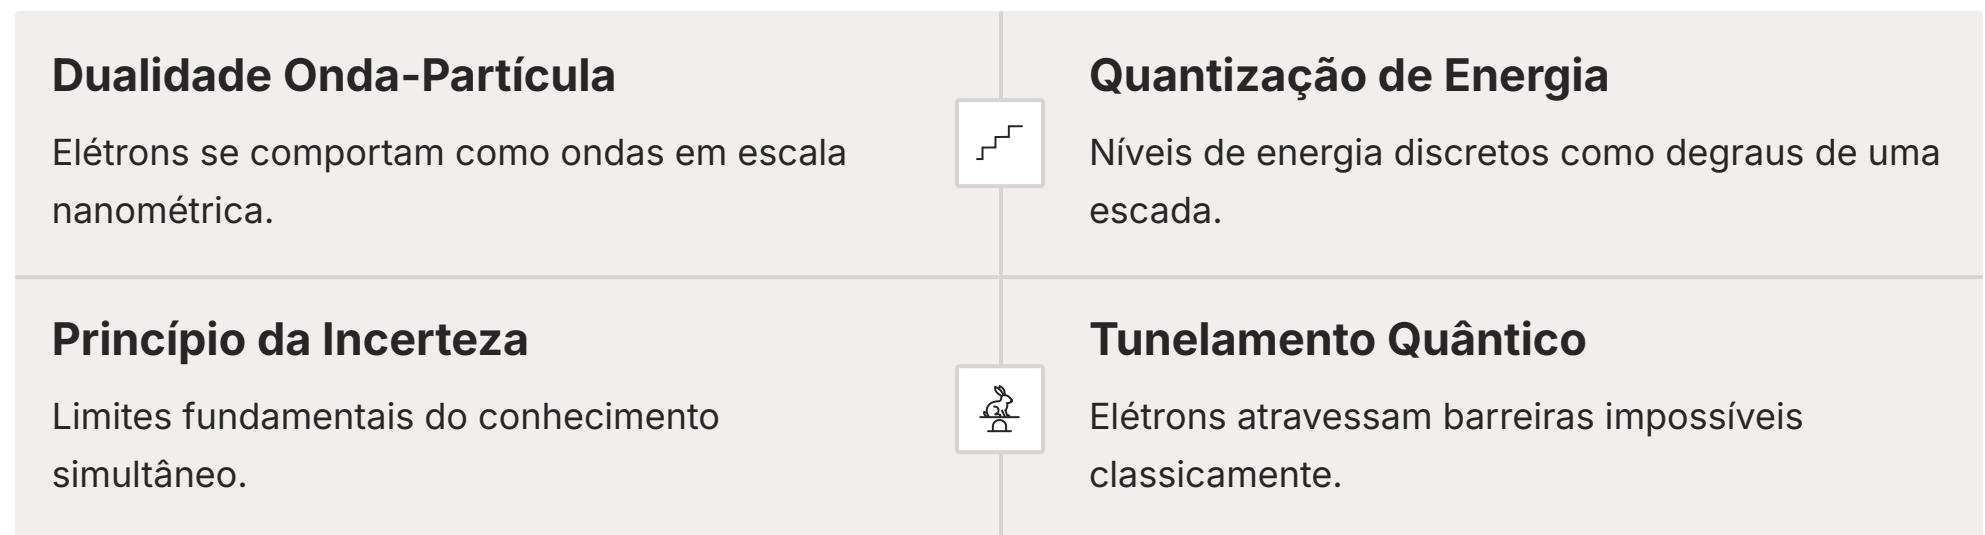 Dualidade Onda-Partícula
Elétrons se comportam como ondas em escala
nanométrica.
Quantização de Energia
Níveis de energia discretos como degraus de uma
escada.
Princípio da Incerteza
Limites fundamentais do conhecimento
simultâneo.
Tunelamento Quântico
Elétrons atravessam barreiras impossíveis
classicamente.